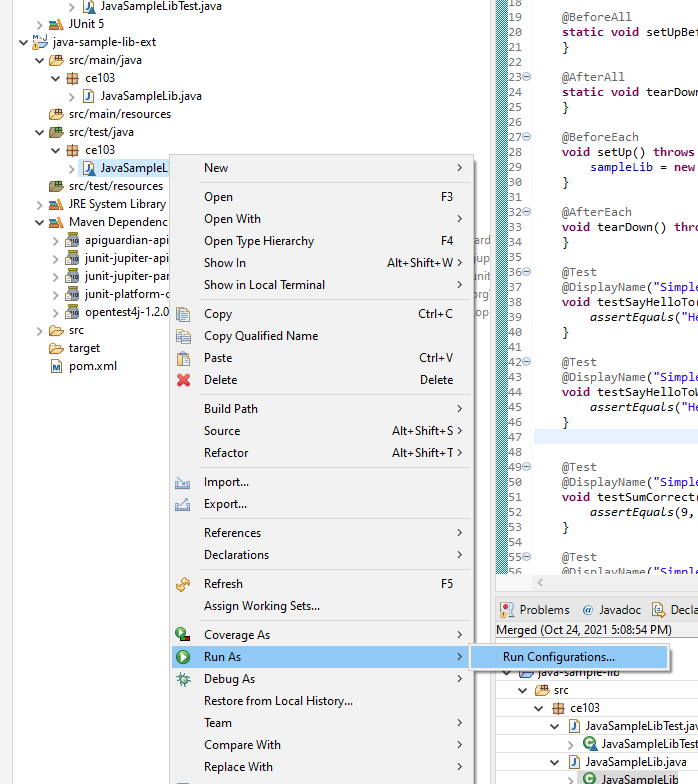 JavaSampleLibTest.java
JUnit 5
java-sample-lib-ext
src/main/java
ce103
JavaSampleLib.java
src/main/resources
src/test/java
ce103
JavaSampleL
src/test/resources
JRE System Library
Maven Dependenc
apiguardian-api
junit-jupiter-api
junit-jupiter-par
junit-platform-c
opentest4j-1.2.0
src
target
pom.xml
New
Open F3
Open With
Open Type Hierarchy F4
Show In Alt+Shift+W
Show in Local Terminal
Copy Ctrl+C
Copy Qualified Name
Paste Ctrl+V
Delete Delete
Build Path
Source Alt+Shift+S
Refactor Alt+Shift+T
Import...
Export...
References
Declarations
Refresh F5
Assign Working Sets...
Coverage As
Run As
Debug As
Restore from Local History...
Team
Compare With
Replace With
Run Configurations...
18
19 @BeforeAll
20 static void setUpBef
21 }
22
23 @AfterAll
24 static void tearDown
25 }
26
27 @BeforeEach
28 void setUp() throws
29 sampleLib = new
30 }
31
32 @AfterEach
33 void tearDown() thro
34 }
35
36 @Test
37 @DisplayName("Simple
38 void testSayHelloTo(
39 assertEquals("He
40 }
41
42 @Test
43 @DisplayName("Simple
44 void testSayHelloToW
45 assertEquals("He
46 }
47
48
49 @Test
50 @DisplayName("Simple
51 void testSumCorrect(
52 assertEquals(9,
53 }
54
55 @Test
56 @DisplayName("Simple
Problems @ Javadoc Decla
Merged (Oct 24, 2021 5:08:54 PM)
java-sample-lib
src
ce103
JavaSampleLibTest.java
JavaSampleLibTest
JavaSampleLib.java
JavaSampleLib